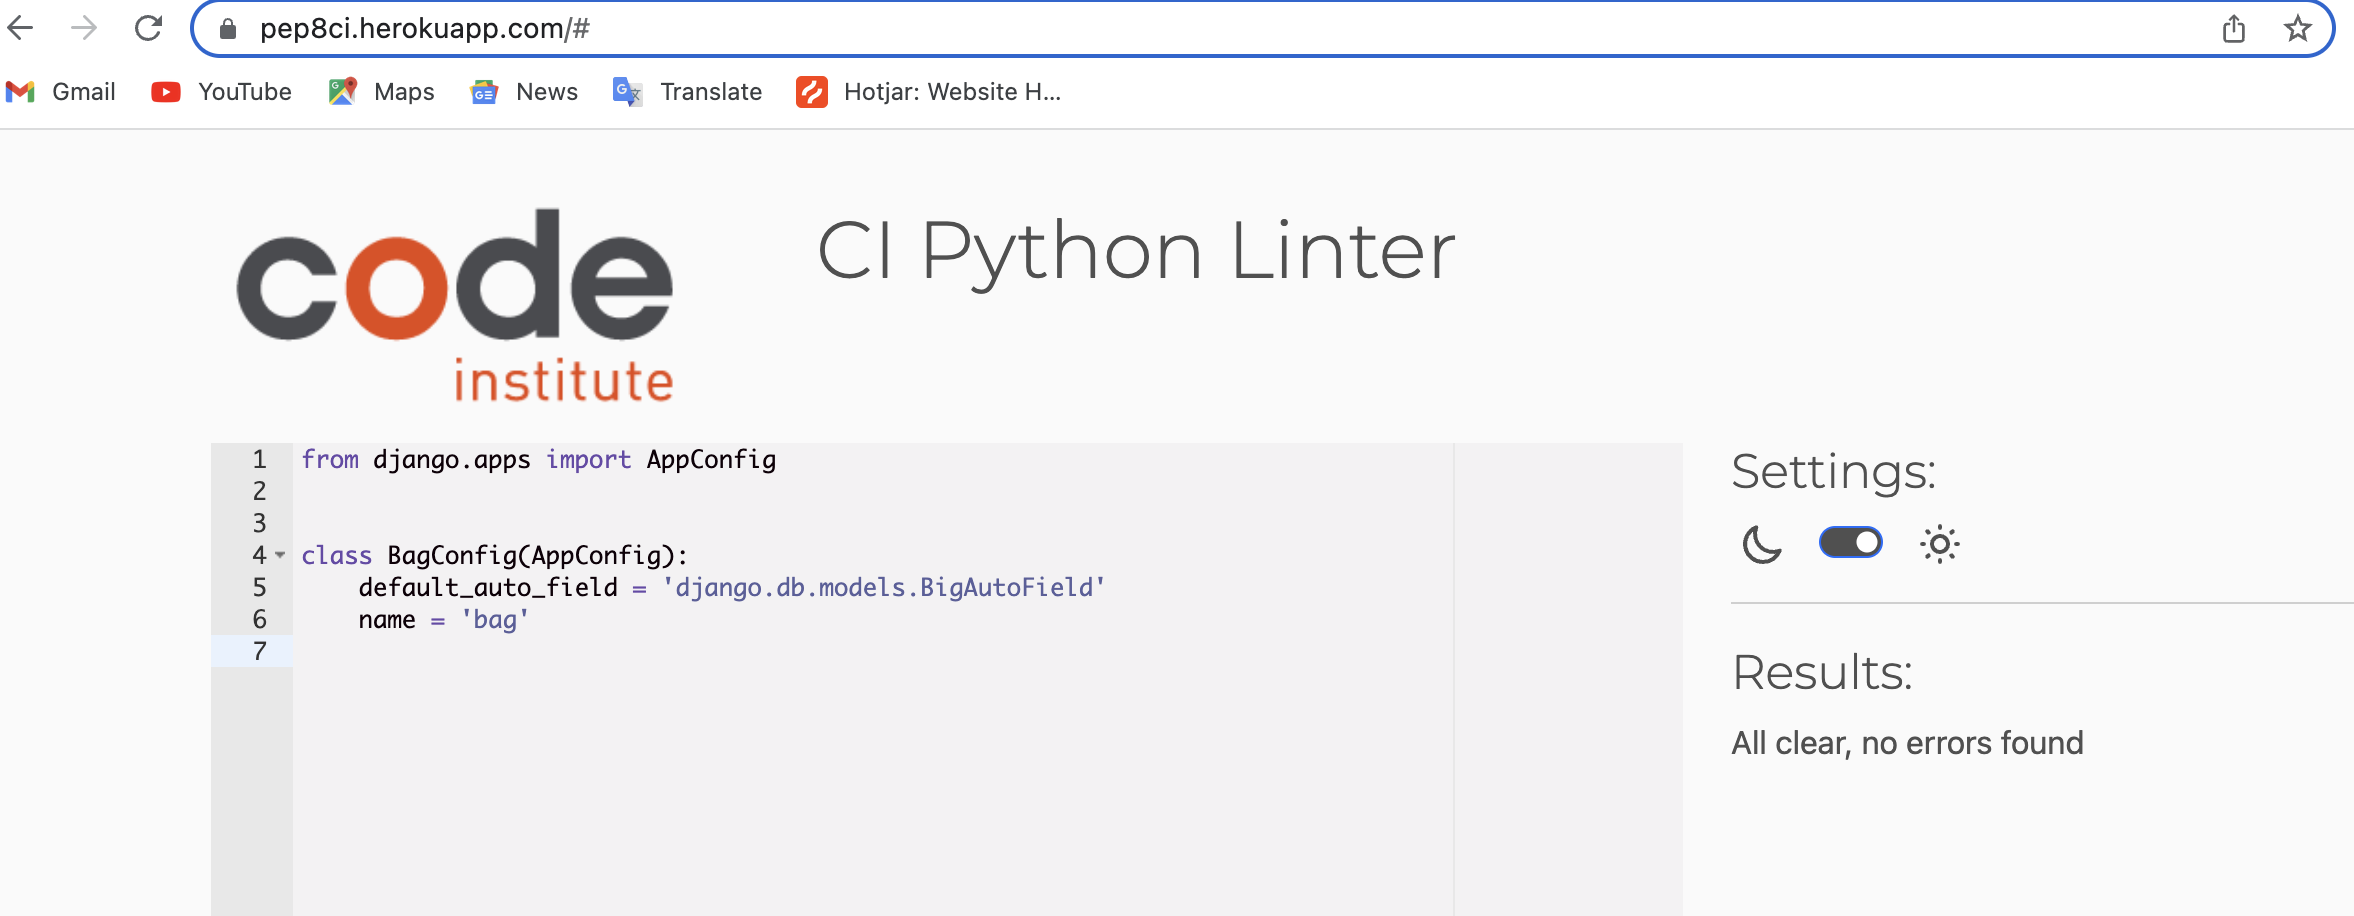 pep8ci.herokuapp.com/#
Gmail YouTube Maps News Translate Hotjar: Website H...
code
institute
CI Python Linter
1 from django.apps import AppConfig
2
3
4 class BagConfig(AppConfig):
5     default_auto_field = 'django.db.models.BigAutoField'
6     name = 'bag'
7
Settings:
Results:
All clear, no errors found